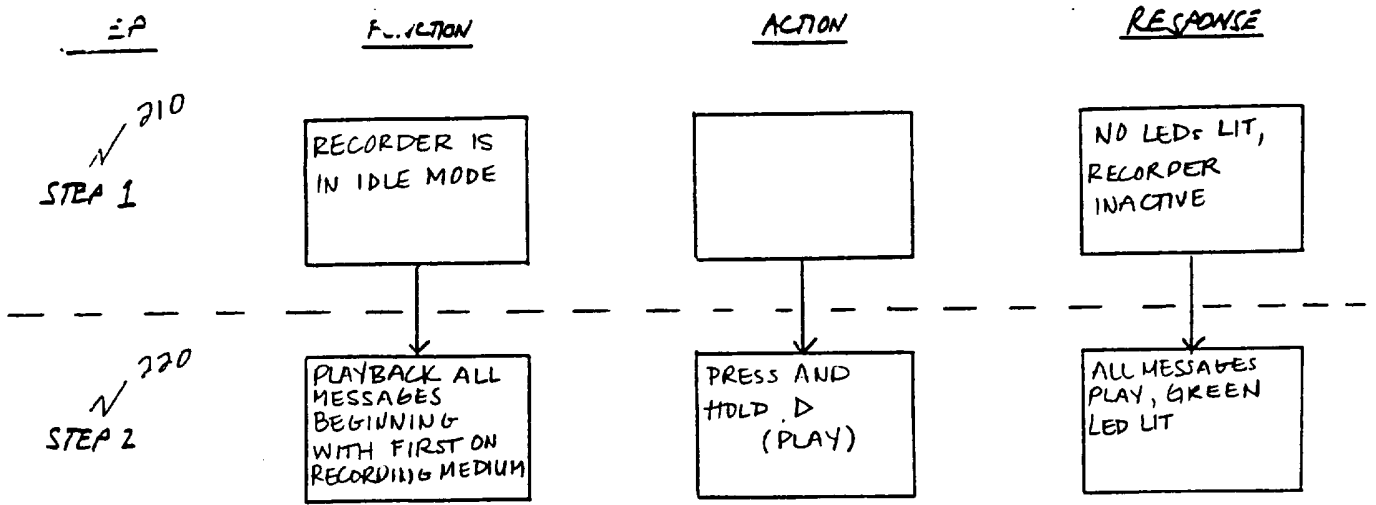 ACTION
RESPONSE
210
STEP 1
RECORDER IS
IN IDLE MODE
NO LEDs LIT,
RECORDER
INACTIVE
220
STEP 2
PLAYBACK ALL
MESSAGES
BEGINNING
WITH FIRST ON
RECORDING MEDIUM
PRESS AND
HOLD ▷
(PLAY)
ALL MESSAGES
PLAY, GREEN
LED LIT